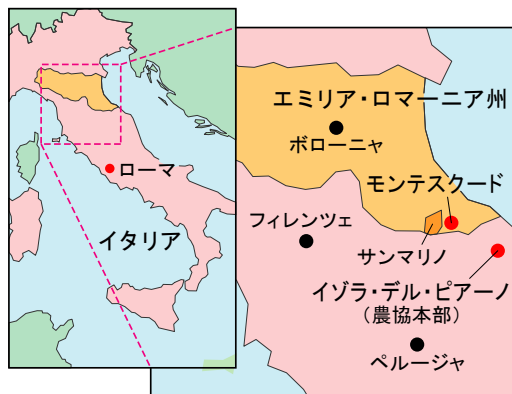 ローマ
イタリア
エミリア・ロマーニア州
ボローニャ
モンテスクード
フィレンツェ
サンマリノ
イゾラ・デル・ピアーノ
（農協本部）
ペルージャ